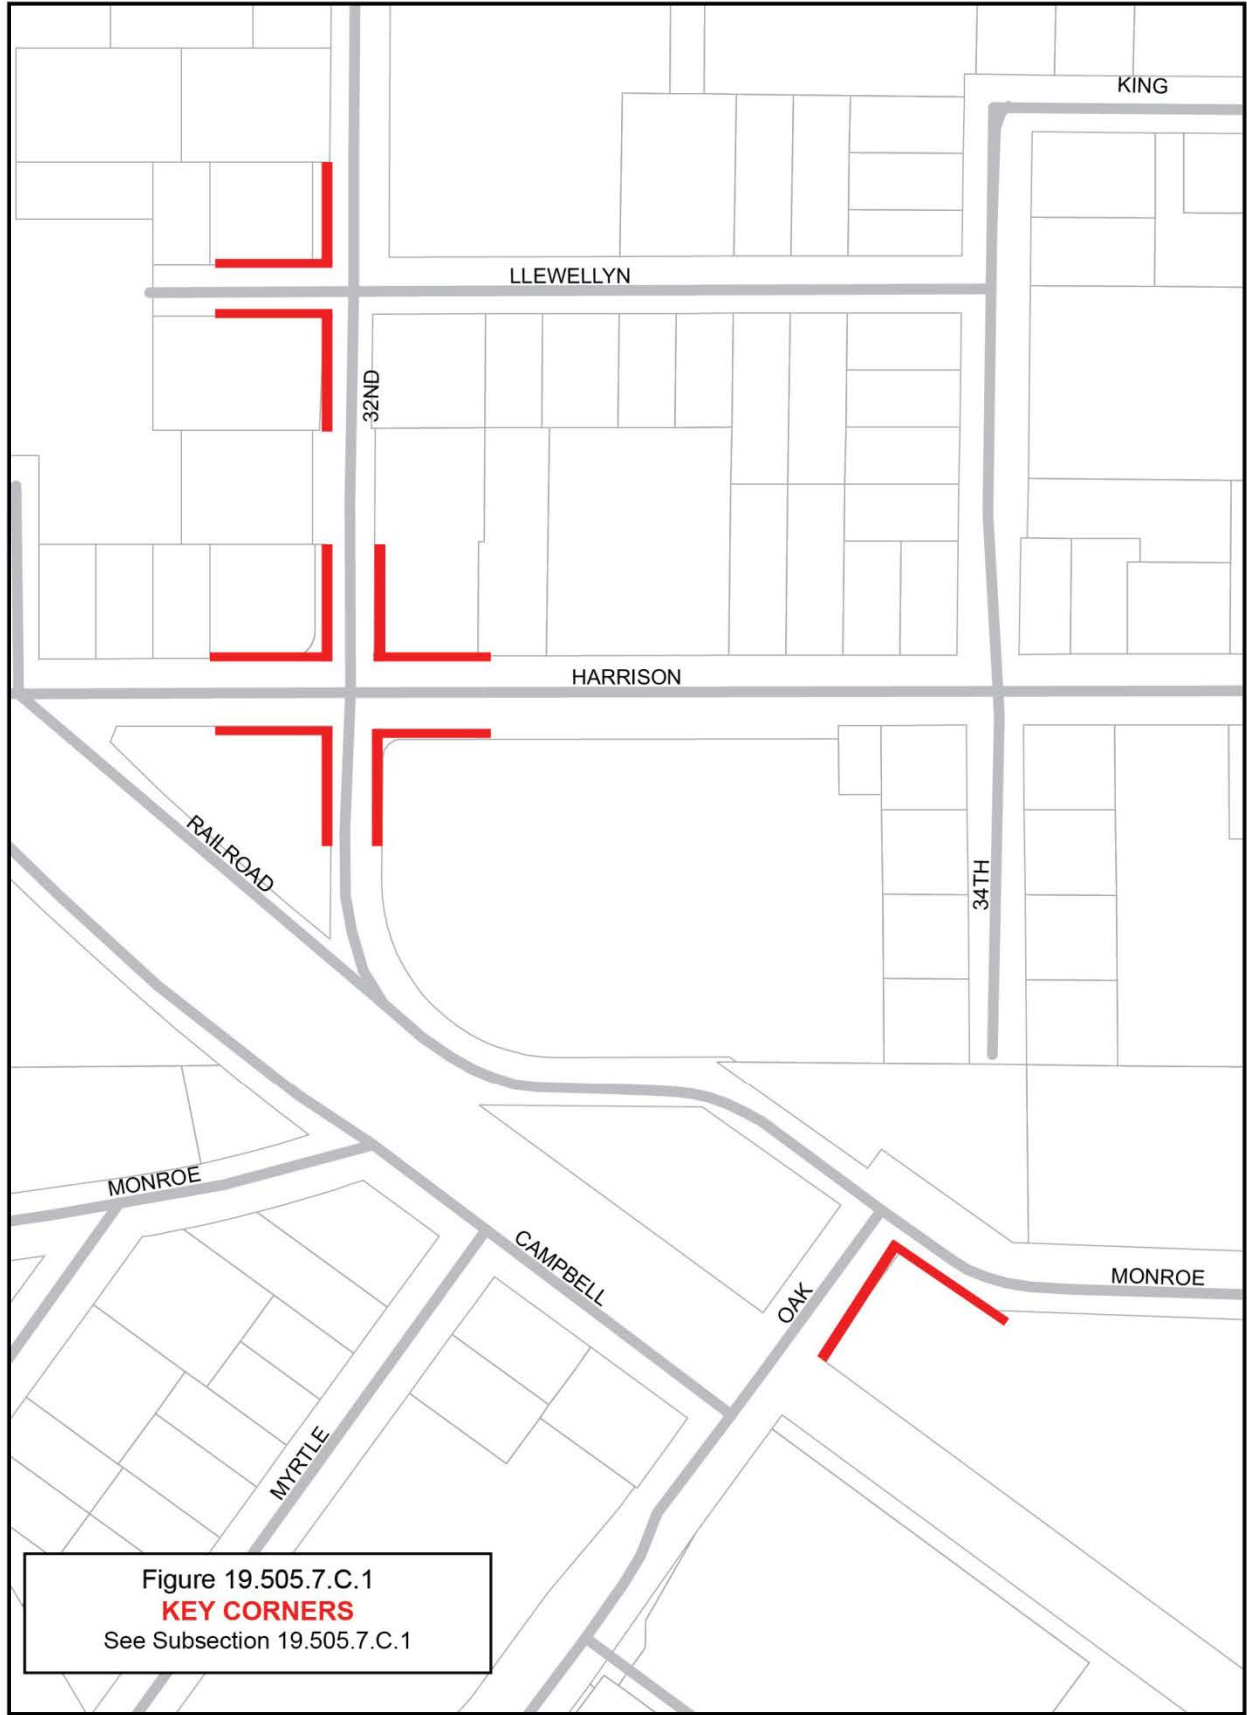 KING
LLEWELLYN
32ND
HARRISON
RAILROAD
34TH
MONROE
CAMPBELL
OAK
MONROE
MYRTLE
Figure 19.505.7.C.1
KEY CORNERS
See Subsection 19.505.7.C.1